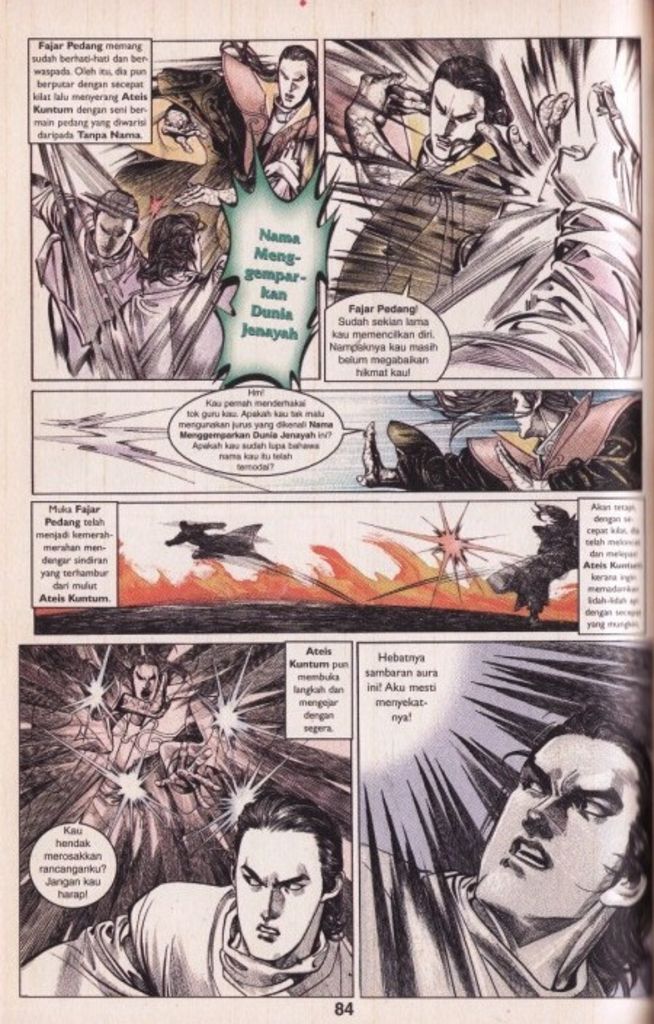 Fajar Pedang memang
sudah berhati-hati dan ber-
waspada. Oleh itu, dia pun
berputar dengan secepat
kilat lalu menyerang Ateis
Kuntum dengan seni ber-
main pedang yang diwarisi
daripada Tanpa Nama.
Nama
Meng-
gempar-
kan
Dunia
Jenayah
Fajar Pedang!
Sudah sekian lama
kau memencilkan diri.
Nampaknya kau masih
belum megabaikan
hikmat kau!
Hm!
Kau pernah menderhakai
tok guru kau. Apakah kau tak malu
mengunakan jurus yang dikenali Nama
Menggemparkan Dunia Jenayah ini?
Apakah kau sudah lupa bahawa
nama kau itu telah
ternodai?
Muka Fajar
Pedang telah
menjadi kemerah-
merahan men-
dengar sindiran
yang terhambur
dari mulut
Ateis Kuntum.
Akan tetapi,
dengan se-
cepat kilat, dia
telah meloncat
dan melepasi
Ateis Kuntum
kerana ingin
memadamkan
lidah-lidah api
dengan secepat
yang mungkin.
Ateis
Kuntum pun
membuka
langkah dan
mengejar
dengan
segera.
Kau
hendak
merosakkan
rancanganku?
Jangan kau
harap!
Hebatnya
sambaran aura
ini! Aku mesti
menyekat-
nya!
84